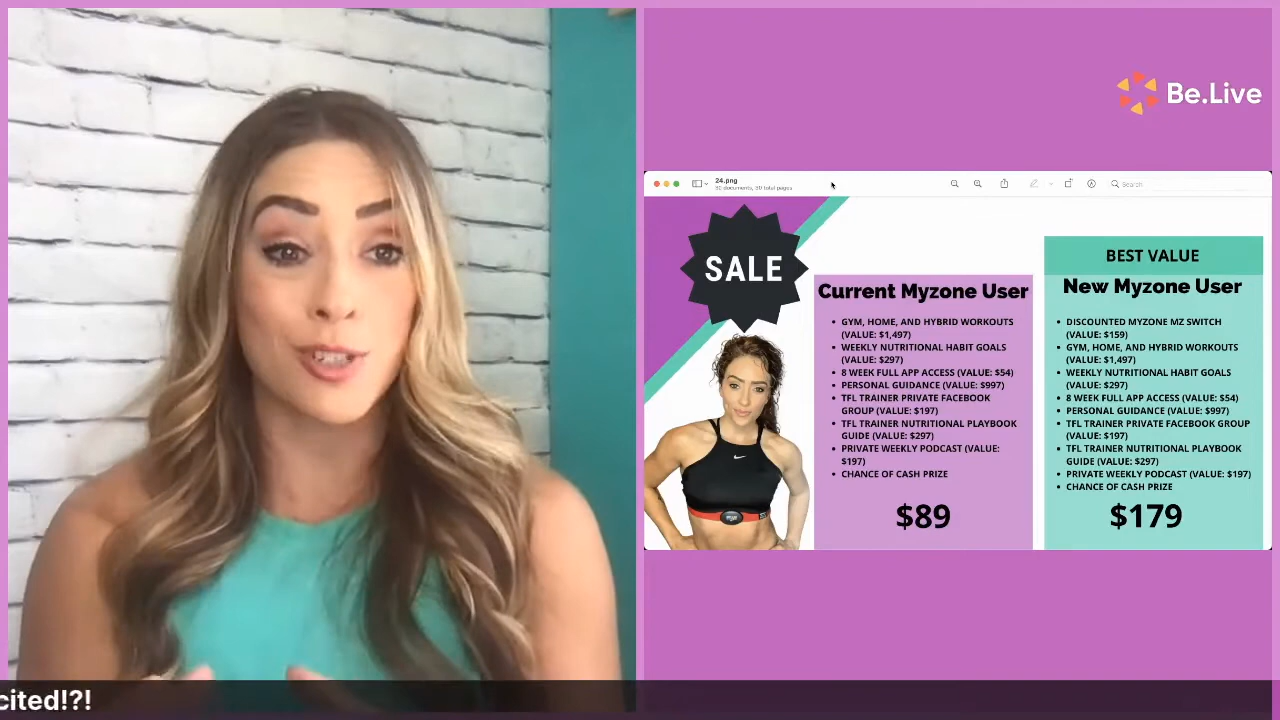 Be.Live
24.png
Search
SALE
Current Myzone User
GYM, HOME, AND HYBRID WORKOUTS
(VALUE: $1,497)
WEEKLY NUTRITIONAL HABIT GOALS
(VALUE: $297)
8 WEEK FULL APP ACCESS (VALUE: $54)
PERSONAL GUIDANCE (VALUE: $997)
TFL TRAINER PRIVATE FACEBOOK
GROUP (VALUE: $197)
TFL TRAINER NUTRITIONAL PLAYBOOK
GUIDE (VALUE: $297)
PRIVATE WEEKLY PODCAST (VALUE:
$197)
CHANCE OF CASH PRIZE
$89
BEST VALUE
New Myzone User
DISCOUNTED MYZONE MZ SWITCH
(VALUE: $159)
GYM, HOME, AND HYBRID WORKOUTS
(VALUE: $1,497)
WEEKLY NUTRITIONAL HABIT GOALS
(VALUE: $297)
8 WEEK FULL APP ACCESS (VALUE: $54)
PERSONAL GUIDANCE (VALUE: $997)
TFL TRAINER PRIVATE FACEBOOK GROUP
(VALUE: $197)
TFL TRAINER NUTRITIONAL PLAYBOOK
GUIDE (VALUE: $297)
PRIVATE WEEKLY PODCAST (VALUE: $197)
CHANCE OF CASH PRIZE
$179
cited!?!